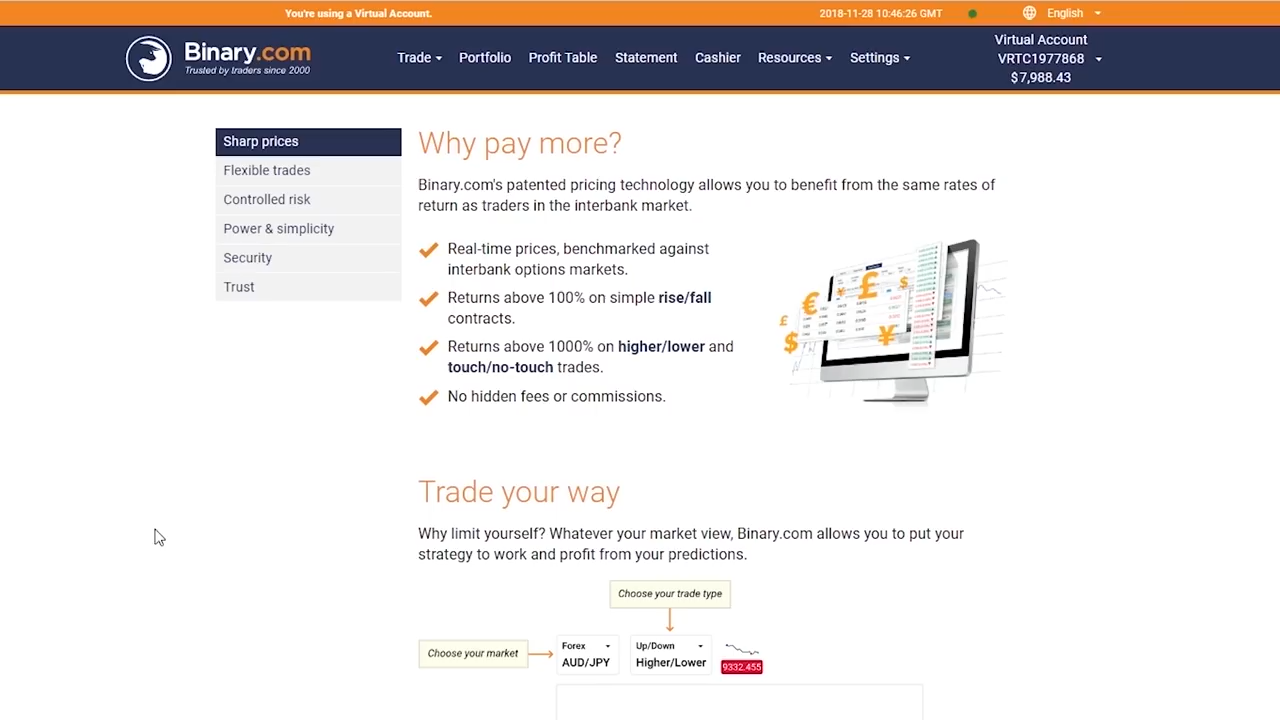 You're using a Virtual Account.
2018-11-28 10:46:26 GMT
English
Binary.com
Trusted by traders since 2000
Trade
Portfolio
Profit Table
Statement
Cashier
Resources
Settings
Virtual Account
VRTC1977868
$7,988.43
Sharp prices
Flexible trades
Controlled risk
Power & simplicity
Security
Trust
Why pay more?
Binary.com's patented pricing technology allows you to benefit from the same rates of
return as traders in the interbank market.
Real-time prices, benchmarked against
interbank options markets.
Returns above 100% on simple rise/fall
contracts.
Returns above 1000% on higher/lower and
touch/no-touch trades.
No hidden fees or commissions.
Trade your way
Why limit yourself? Whatever your market view, Binary.com allows you to put your
strategy to work and profit from your predictions.
Choose your trade type
Choose your market
Forex
AUD/JPY
Up/Down
Higher/Lower
9332.455